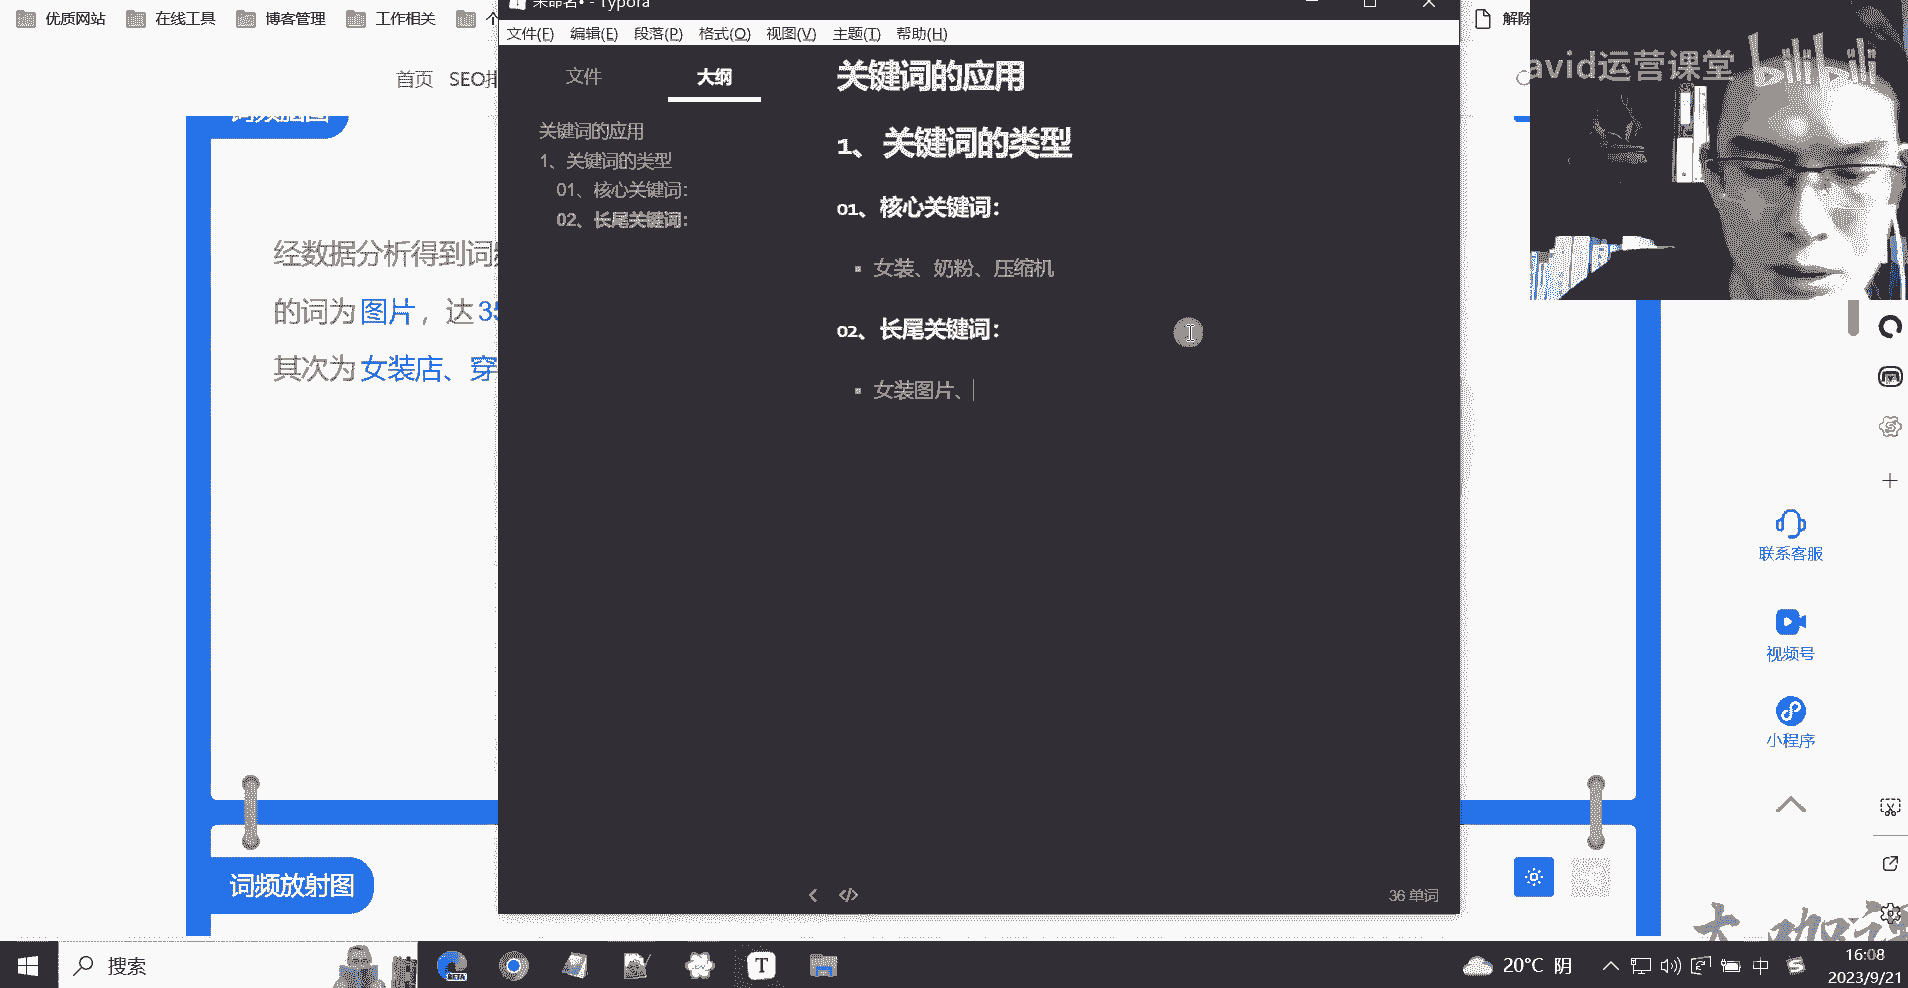 优质网站
在线工具
博客管理
工作相关
- Typora
解除
文件(F) 编辑(E) 段落(P) 格式(O) 视图(V) 主题(T) 帮助(H)
首页 SEO
文件 大纲
关键词的应用
1、关键词的类型
01、核心关键词：
02、长尾关键词：
关键词的应用
1、关键词的类型
01、核心关键词：
女装、奶粉、压缩机
02、长尾关键词：
女装图片、
avid运营课堂
bilibili
词频脑图
经数据分析得到词
的词为 图片，达 35
其次为 女装店、穿
联系客服
视频号
小程序
词频放射图
36 单词
大咖
搜索
BETA
T
20°C 阴
中
16:08
2023/9/21